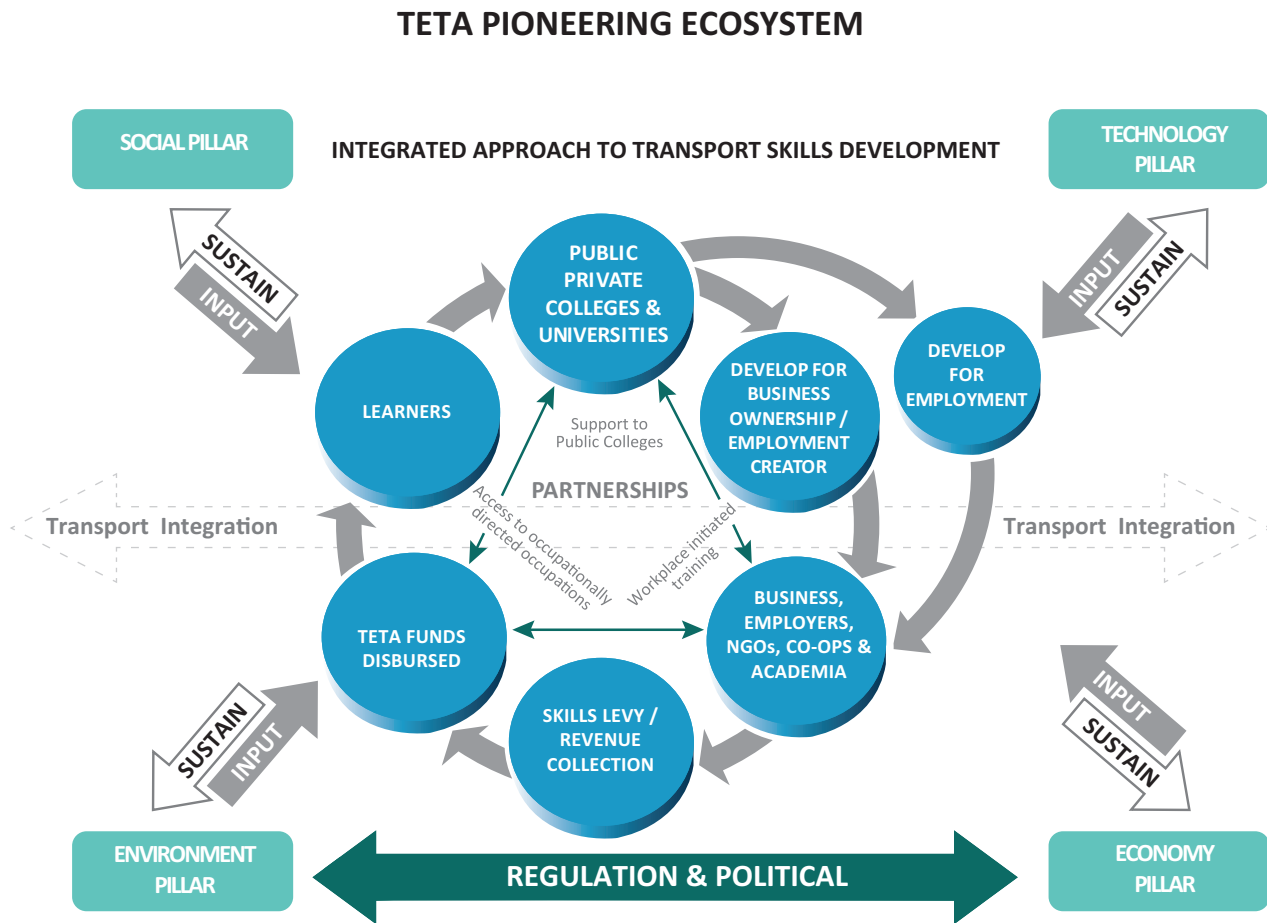 TETA PIONEERING ECOSYSTEM
SOCIAL PILLAR
INTEGRATED APPROACH TO TRANSPORT SKILLS DEVELOPMENT
TECHNOLOGY
PILLAR
SUSTAIN
INPUT
INPUT
SUSTAIN
PUBLIC
PRIVATE
COLLEGES &
UNIVERSITIES
LEARNERS
DEVELOP FOR
BUSINESS
OWNERSHIP /
EMPLOYMENT
CREATOR
DEVELOP
FOR
EMPLOYMENT
Support to
Public Colleges
PARTNERSHIPS
Access to occupationally
directed occupations
Workplace initiated
training
Transport Integration
Transport Integration
TETA FUNDS
DISBURSED
BUSINESS,
EMPLOYERS,
NGOs, CO-OPS &
ACADEMIA
SKILLS LEVY /
REVENUE
COLLECTION
SUSTAIN
INPUT
INPUT
SUSTAIN
ENVIRONMENT
PILLAR
REGULATION & POLITICAL
ECONOMY
PILLAR